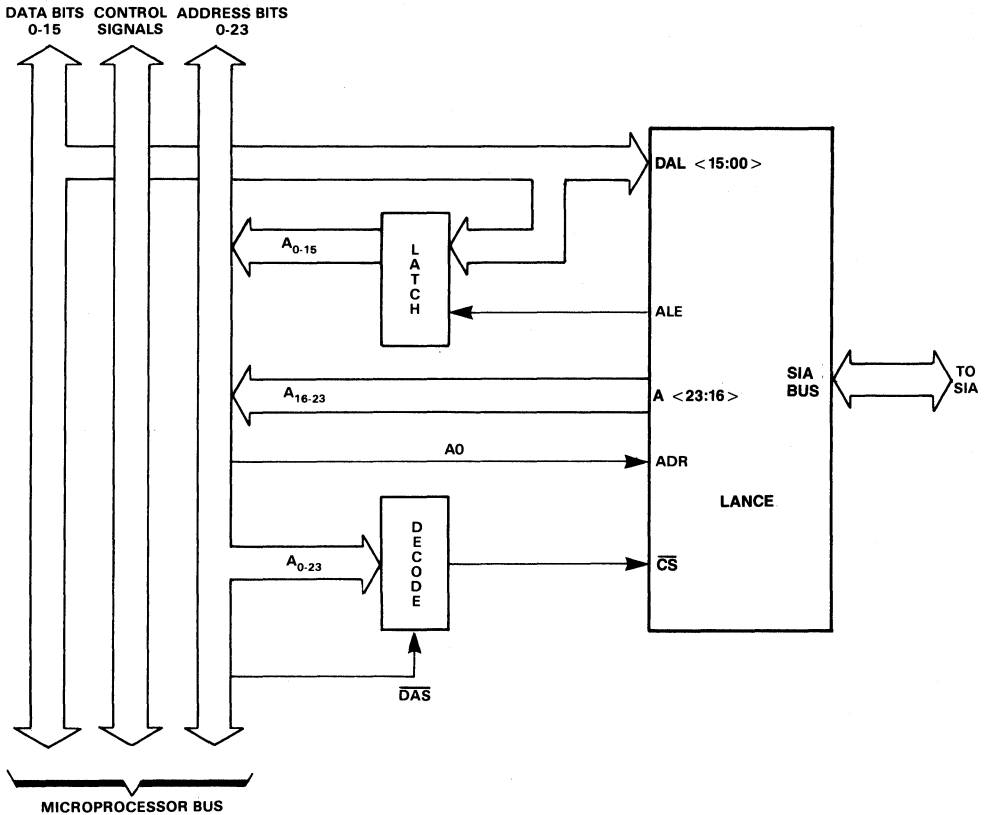 DATA BITS
0-15
CONTROL
SIGNALS
ADDRESS BITS
0-23
DAL <15:00>
A0-15
LATCH
ALE
A16-23
A <23:16>
SIA
BUS
TO
SIA
A0
ADR
LANCE
DECODE
A0-23
CS
DAS
MICROPROCESSOR BUS